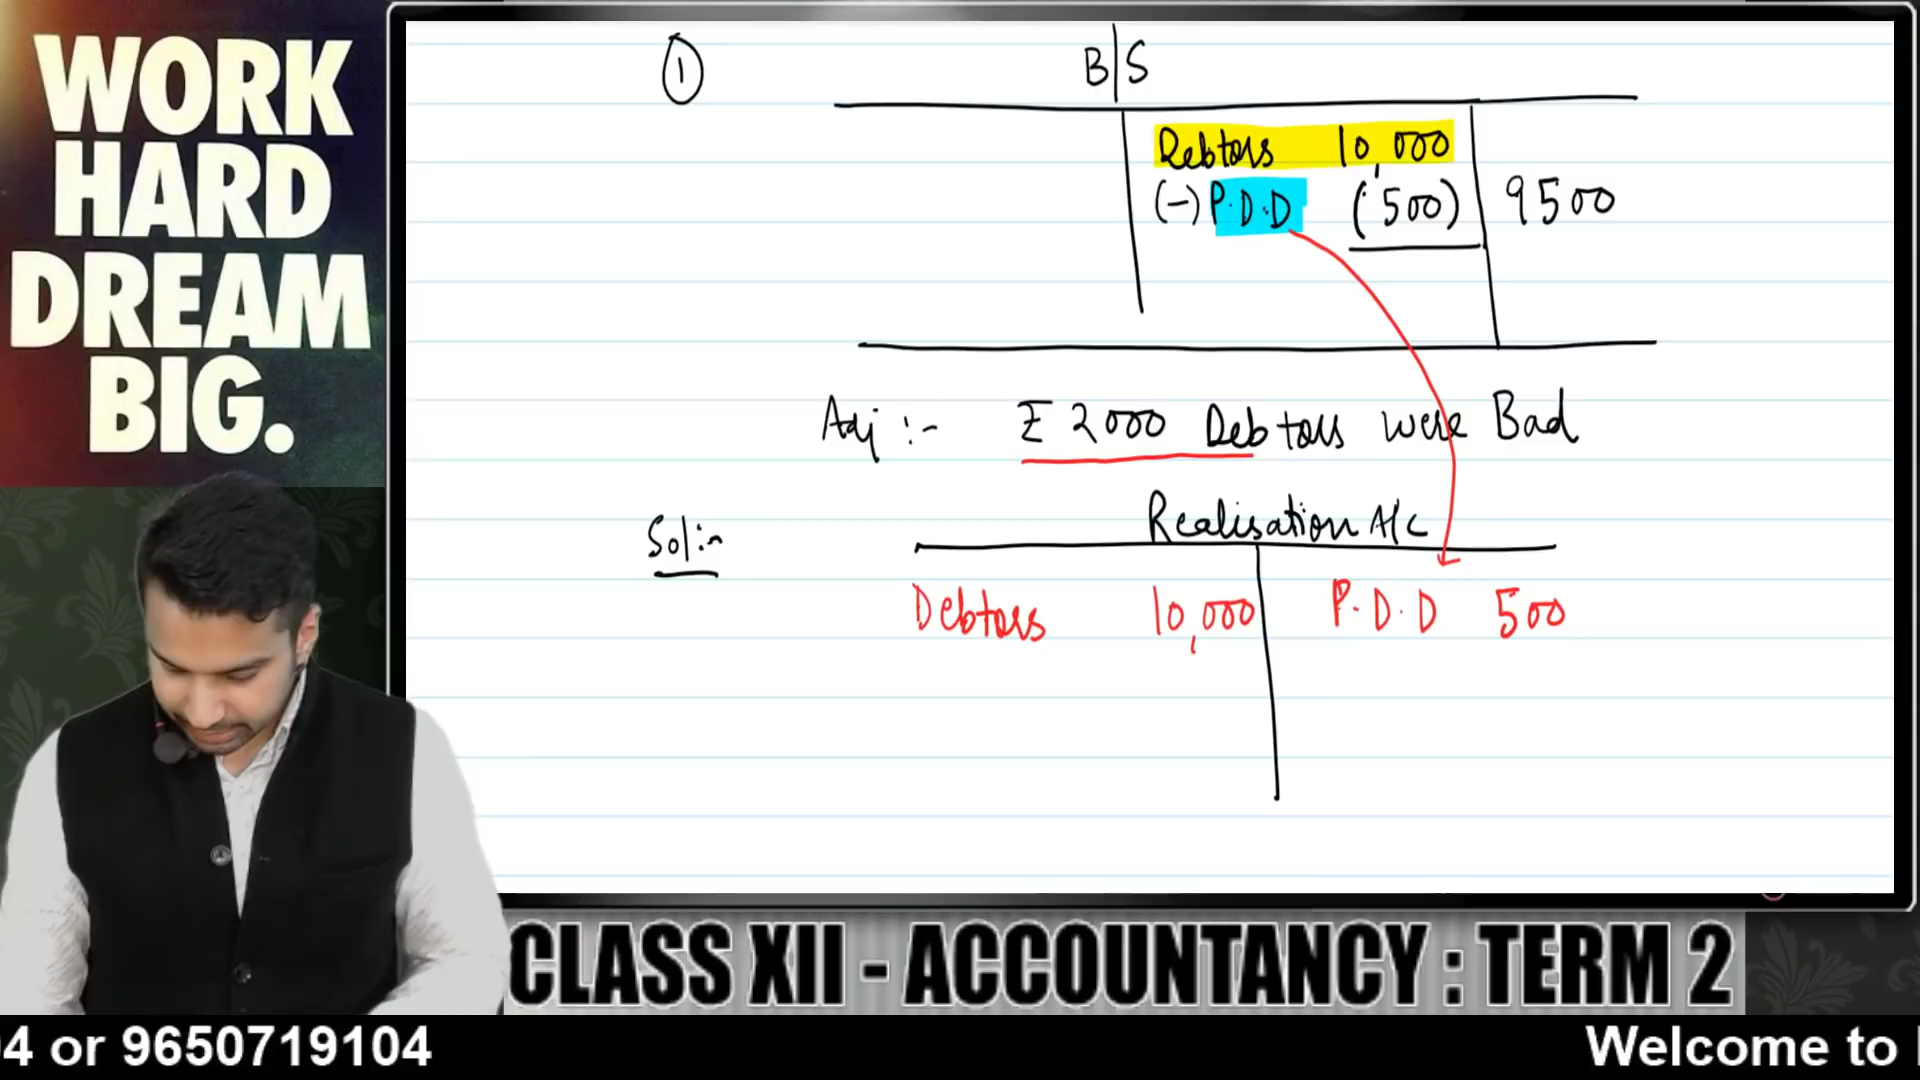 WORK
HARD
DREAM
BIG.
① B/S
Debtors 10,000
(-) P.D.D (500) 9500
Adj :- ₹ 2000 Debtors were Bad
Sol:-
Realisation A/c
Debtors 10,000 P.D.D 500
CLASS XII - ACCOUNTANCY : TERM 2
04 or 9650719104 Welcome to